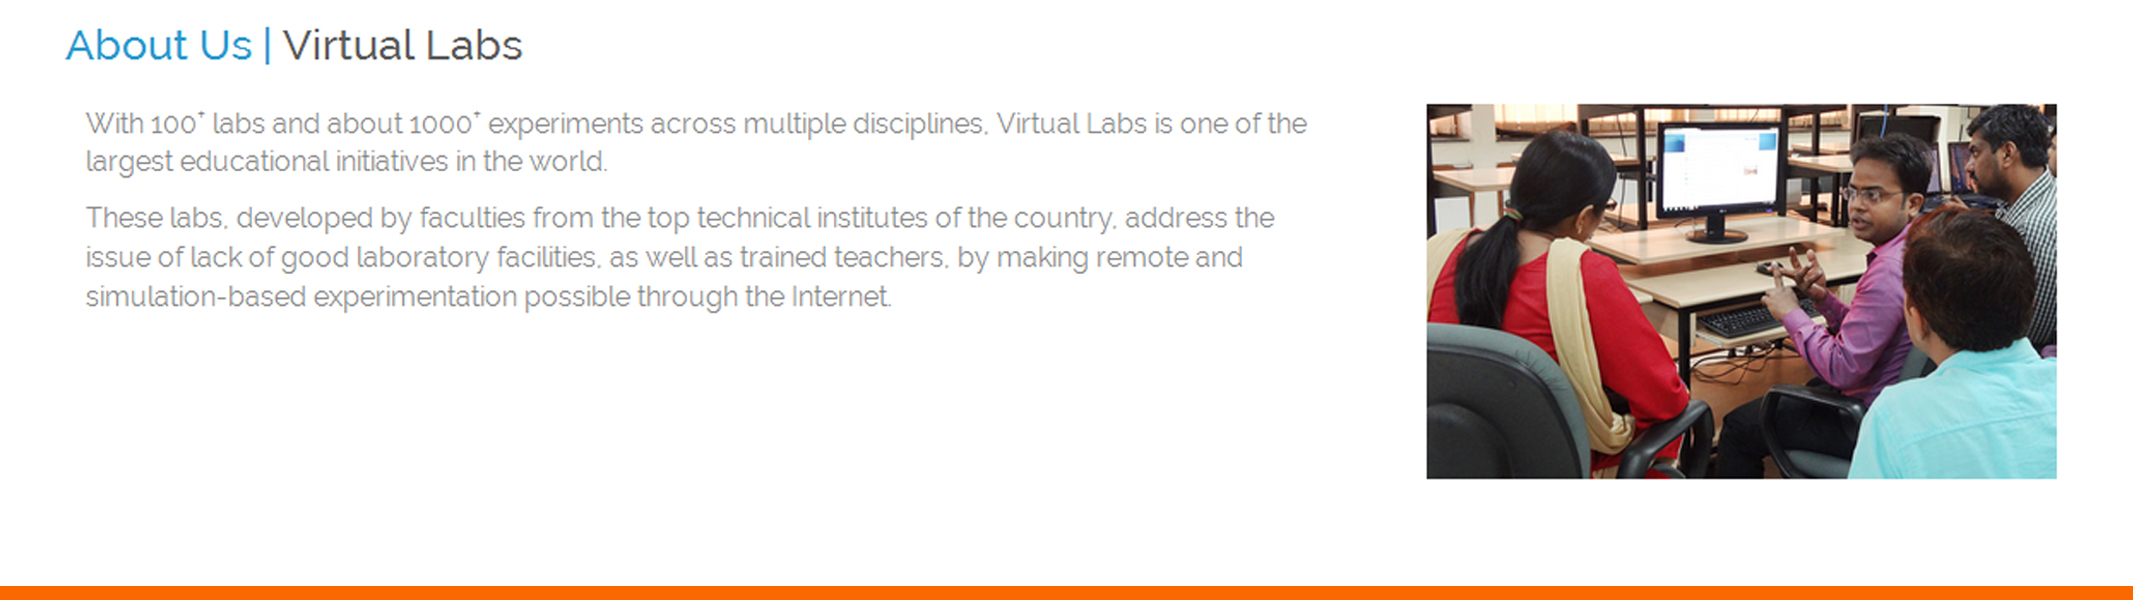 About Us | Virtual Labs
With 100⁺ labs and about 1000⁺ experiments across multiple disciplines, Virtual Labs is one of the
largest educational initiatives in the world.
These labs, developed by faculties from the top technical institutes of the country, address the
issue of lack of good laboratory facilities, as well as trained teachers, by making remote and
simulation-based experimentation possible through the Internet.